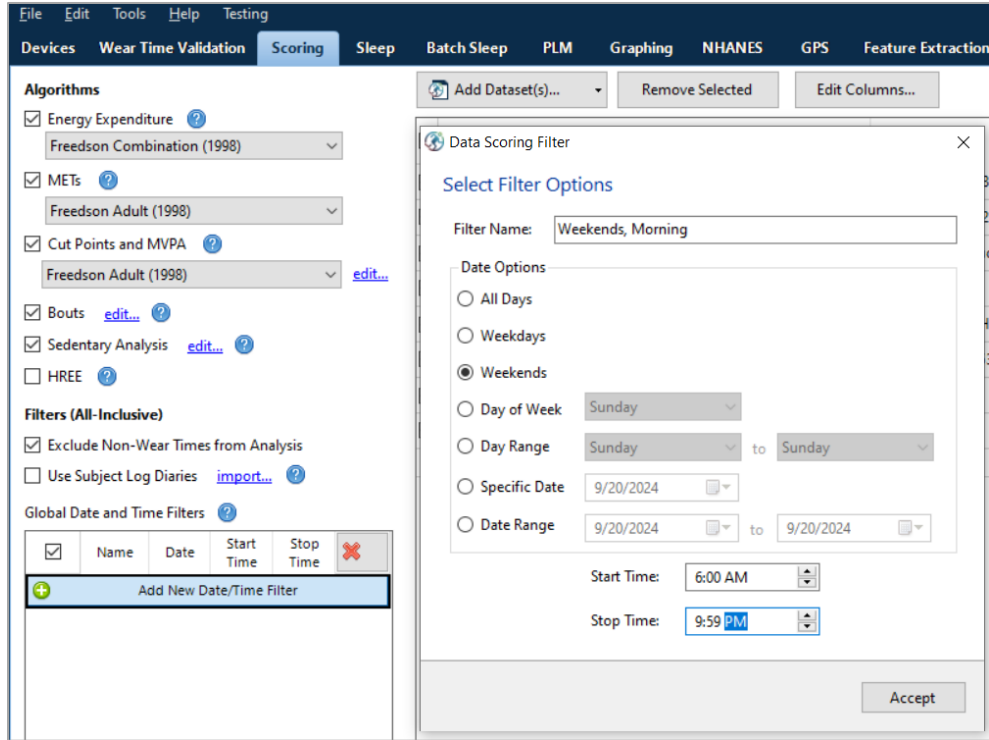 File Edit Tools Help Testing
Devices Wear Time Validation Scoring Sleep Batch Sleep PLM Graphing NHANES GPS Feature Extraction
Algorithms
Add Dataset(s)... Remove Selected Edit Columns...
Energy Expenditure
Freedson Combination (1998)
METs
Freedson Adult (1998)
Cut Points and MVPA
Freedson Adult (1998) edit...
Bouts edit...
Sedentary Analysis edit...
HREE
Filters (All-Inclusive)
Exclude Non-Wear Times from Analysis
Use Subject Log Diaries import...
Global Date and Time Filters
Name Date Start Time Stop Time
Add New Date/Time Filter
Data Scoring Filter
Select Filter Options
Filter Name: Weekends, Morning
Date Options
All Days
Weekdays
Weekends
Day of Week Sunday
Day Range Sunday to Sunday
Specific Date 9/20/2024
Date Range 9/20/2024 to 9/20/2024
Start Time: 6:00 AM
Stop Time: 9:59 PM
Accept